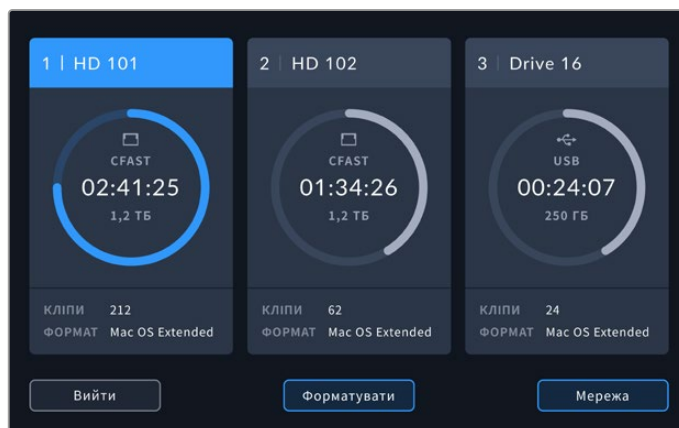 1 | HD 101
CFAST
02:41:25
1,2 ТБ
КЛІПИ 212
ФОРМАТ Mac OS Extended
2 | HD 102
CFAST
01:34:26
1,2 ТБ
КЛІПИ 62
ФОРМАТ Mac OS Extended
3 | Drive 16
USB
00:24:07
250 ГБ
КЛІПИ 24
ФОРМАТ Mac OS Extended
Вийти
Форматувати
Мережа